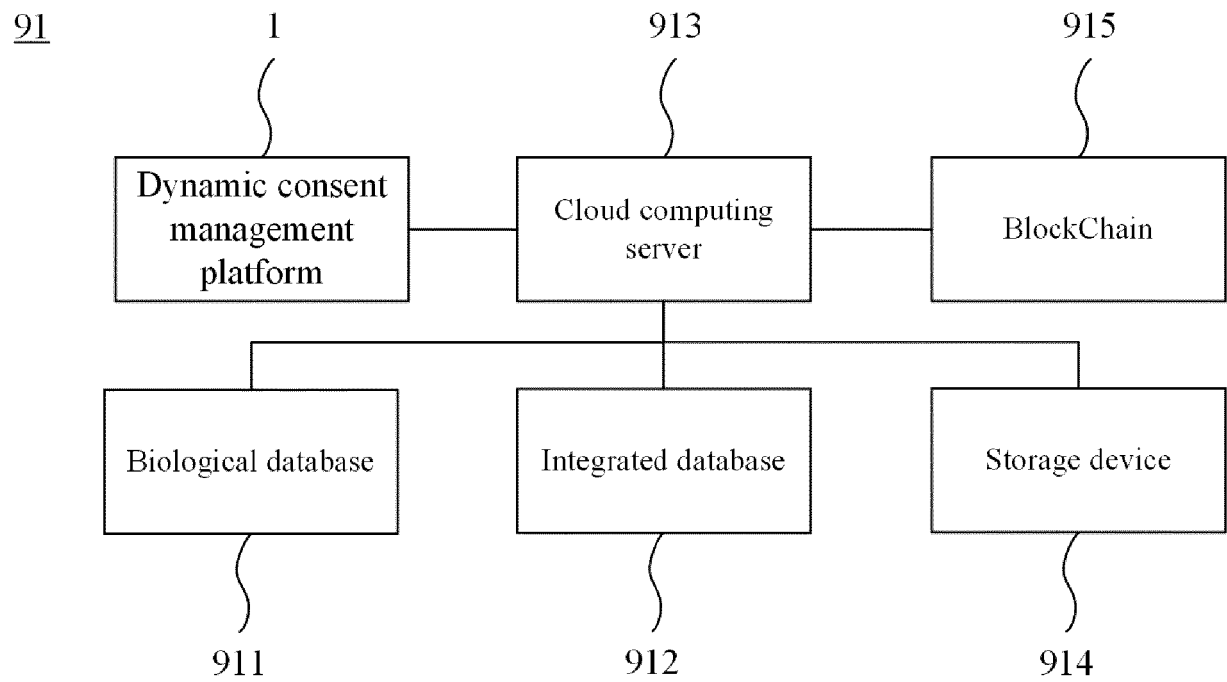 91
1
913
915
Dynamic consent
management
platform
Cloud computing
server
BlockChain
Biological database
Integrated database
Storage device
911
912
914